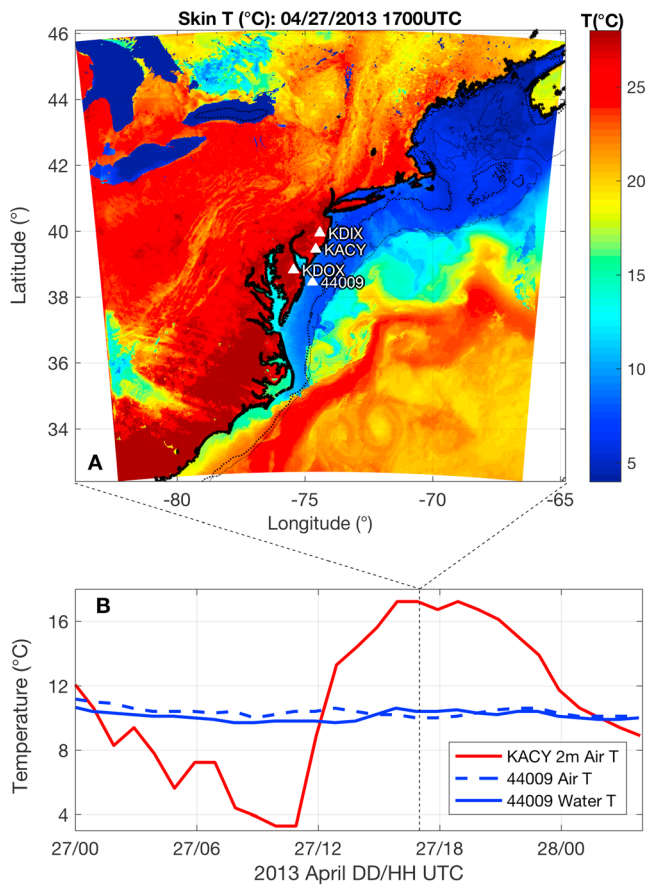 Skin T (°C): 04/27/2013 1700UTC
T(°C)
46
44
42
40
38
36
34
Latitude (°)
KDIX
KACY
KDOX
44009
A
-80
-75
-70
-65
Longitude (°)
25
20
15
10
5
B
16
12
8
4
Temperature (°C)
KACY 2m Air T
44009 Air T
44009 Water T
27/00
27/06
27/12
27/18
28/00
2013 April DD/HH UTC